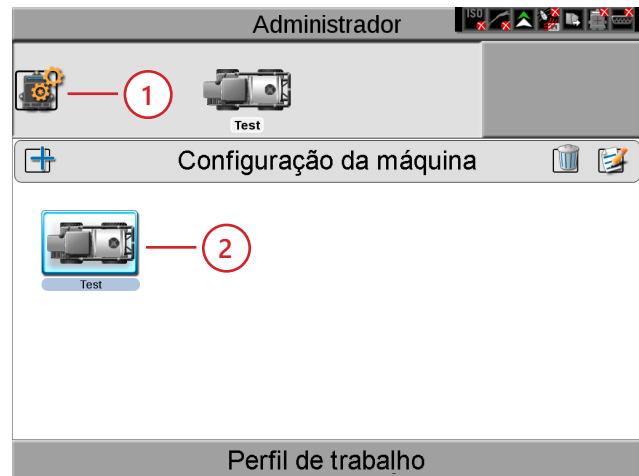 Administrador
ISO
1
Test
Configuração da máquina
2
Test
Perfil de trabalho